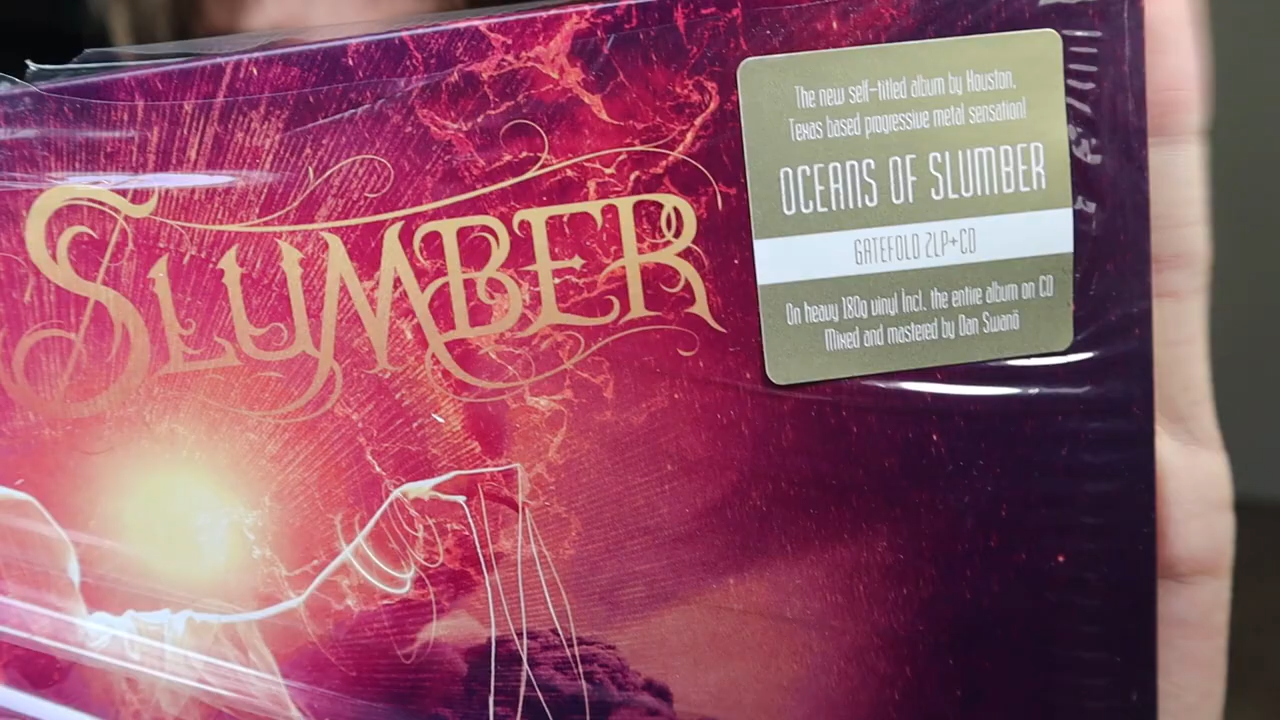 SLUMBER
The new self-titled album by Houston,
Texas based progressive metal sensation!
OCEANS OF SLUMBER
GATEFOLD 2LP+CD
On heavy 180g vinyl incl. the entire album on CD
Mixed and mastered by Dan Swanö